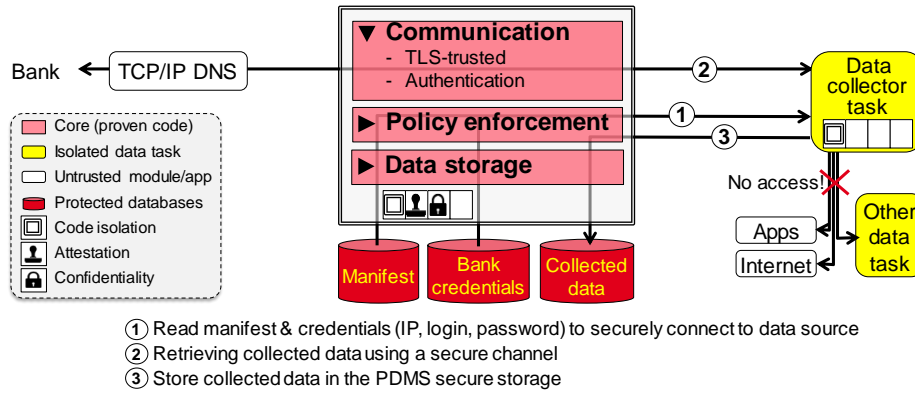 ▼ Communication
- TLS-trusted
- Authentication
Bank
TCP/IP DNS
2
Data
collector
task
Core (proven code)
Isolated data task
Untrusted module/app
Protected databases
Code isolation
Attestation
Confidentiality
► Policy enforcement
1
3
► Data storage
No access!
Apps
Internet
Other
data
task
Manifest
Bank
credentials
Collected
data
1 Read manifest & credentials (IP, login, password) to securely connect to data source
2 Retrieving collected data using a secure channel
3 Store collected data in the PDMS secure storage